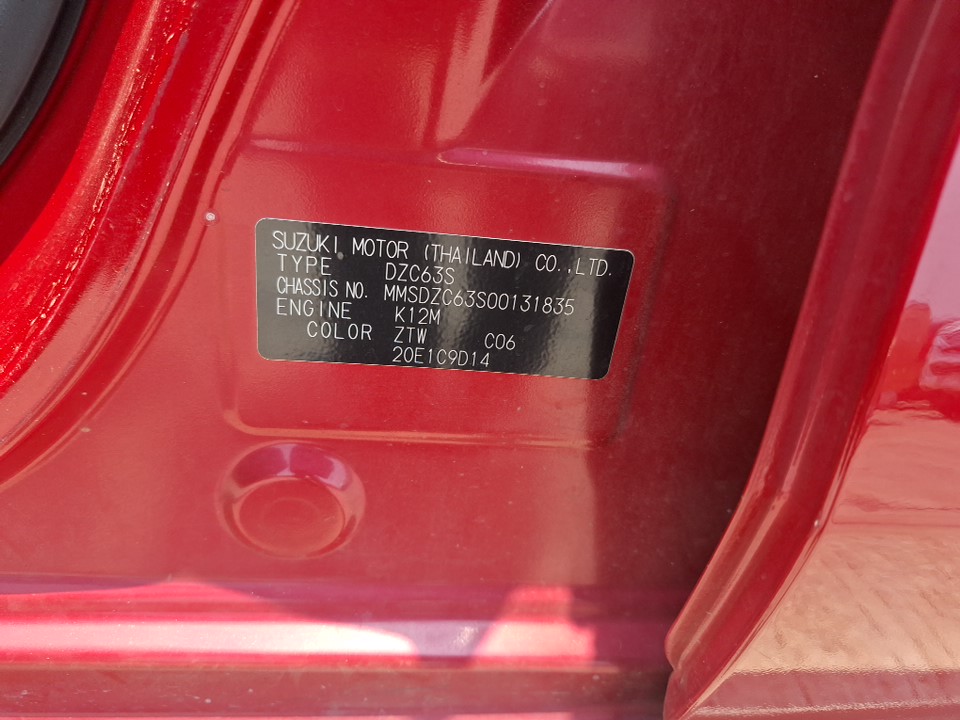 SUZUKI MOTOR (THAILAND) CO.,LTD.
TYPE DZC63S
CHASSIS NO. MMSDZC63S00131835
ENGINE K12M
COLOR ZTW C06
20E1C9D14